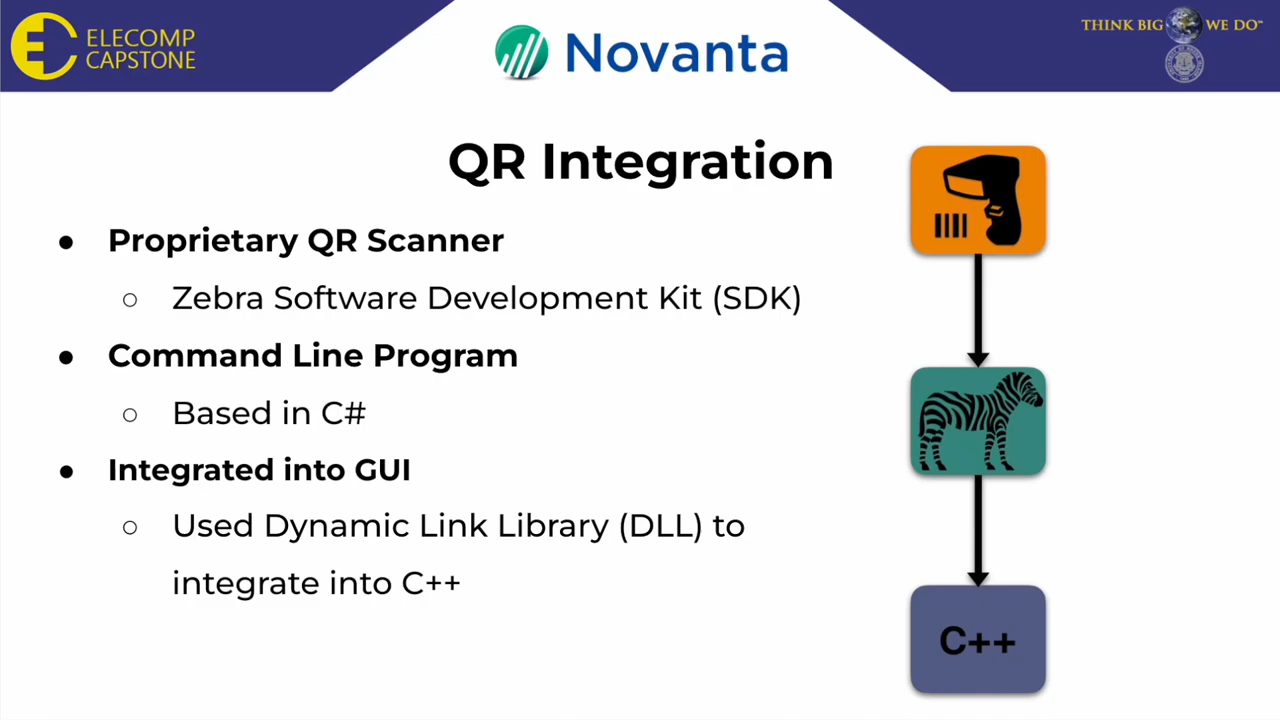 ELECOMP
CAPSTONE
Novanta
THINK BIG WE DO™
QR Integration
● Proprietary QR Scanner
○ Zebra Software Development Kit (SDK)
● Command Line Program
○ Based in C#
● Integrated into GUI
○ Used Dynamic Link Library (DLL) to
integrate into C++
C++